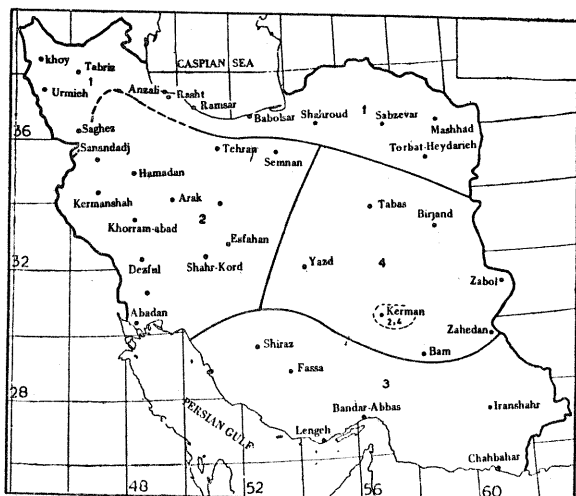 CASPIAN SEA
khoy
Tabriz
1
Urmieh
Anzali
Rasht
Ramsar
Babolsar
Shahroud
1
Sabzevar
Mashhad
36
Saghez
Sanandadj
Tehran
Semnan
Torbat-Heydarieh
Hamadan
Kermanshah
Arak
Tabas
Khorram-abad
2
Birjand
Esfahan
Dezful
Shahr-Kord
Yazd
4
32
Zabol
Abadan
Kerman
2,4
Zahedan
Shiraz
Bam
Fassa
3
28
PERSIAN GULF
Bandar-Abbas
Iranshahr
Lengeh
Chahbahar
48
52
56
60